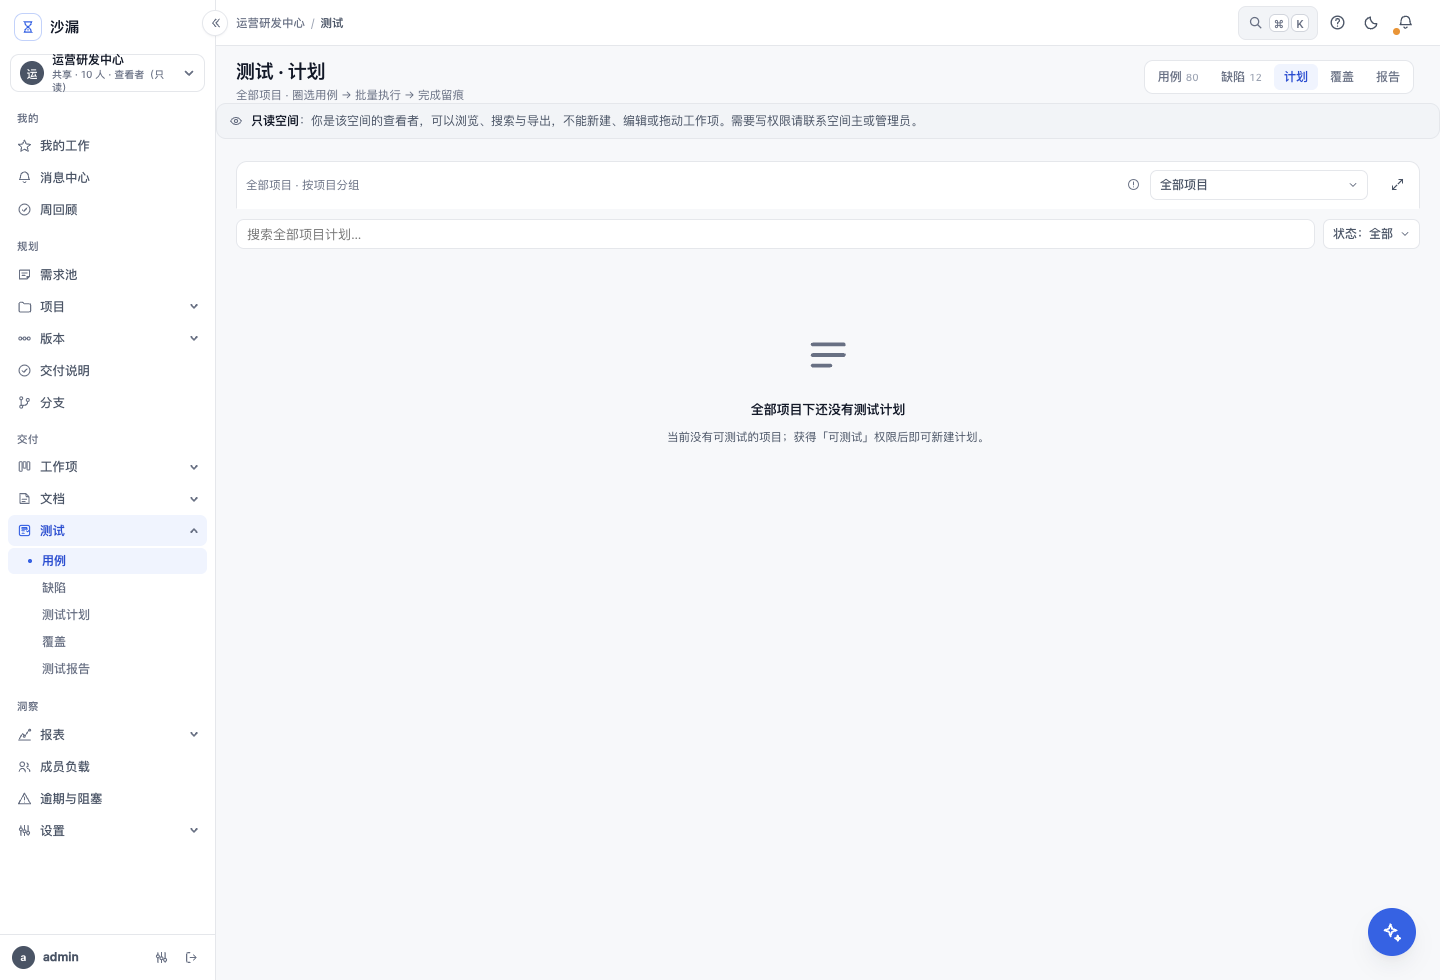 沙漏
运
运营研发中心
共享 · 10 人 · 查看者（只读）
我的
我的工作
消息中心
周回顾
规划
需求池
项目
版本
交付说明
分支
交付
工作项
文档
测试
用例
缺陷
测试计划
覆盖
测试报告
洞察
报表
成员负载
逾期与阻塞
设置
a admin
运营研发中心 / 测试
⌘ K
测试 · 计划
全部项目 · 圈选用例 → 批量执行 → 完成留痕
用例 80 缺陷 12 计划 覆盖 报告
只读空间：你是该空间的查看者，可以浏览、搜索与导出，不能新建、编辑或拖动工作项。需要写权限请联系空间主或管理员。
全部项目 · 按项目分组
全部项目
搜索全部项目计划...
状态：全部
全部项目下还没有测试计划
当前没有可测试的项目；获得「可测试」权限后即可新建计划。